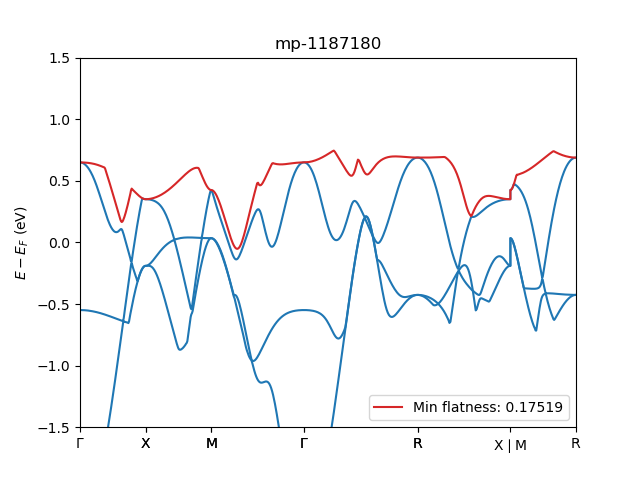 mp-1187180
1.5
1.0
0.5
0.0
−0.5
−1.0
−1.5
E − E_F (eV)
Min flatness: 0.17519
Γ X M Γ R X | M R